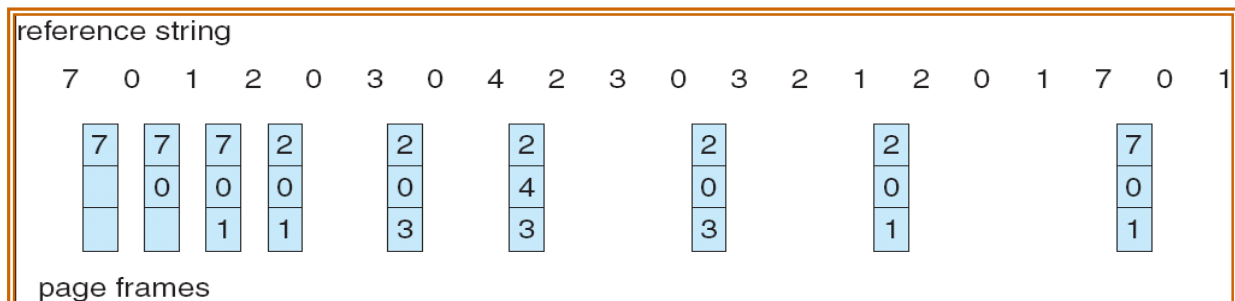 reference string
7 0 1 2 0 3 0 4 2 3 0 3 2 1 2 0 1 7 0 1
7 7 7 2 2 2 2 2 7
0 0 0 0 4 0 0 0
1 1 3 3 3 1 1
page frames